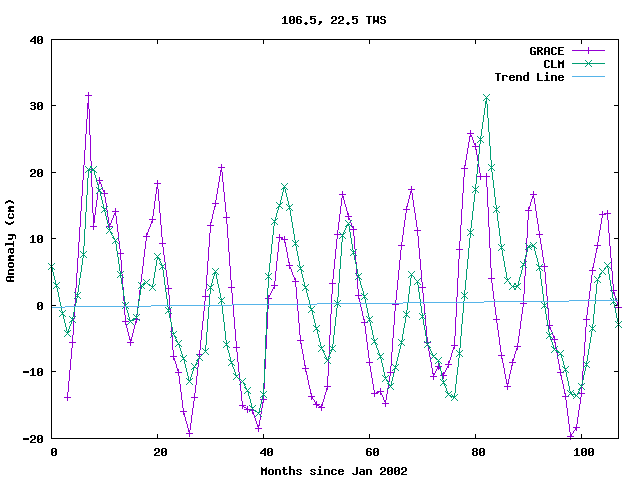 106.5, 22.5 TWS
GRACE
CLM
Trend Line
Anomaly (cm)
40
30
20
10
0
-10
-20
0 20 40 60 80 100
Months since Jan 2002